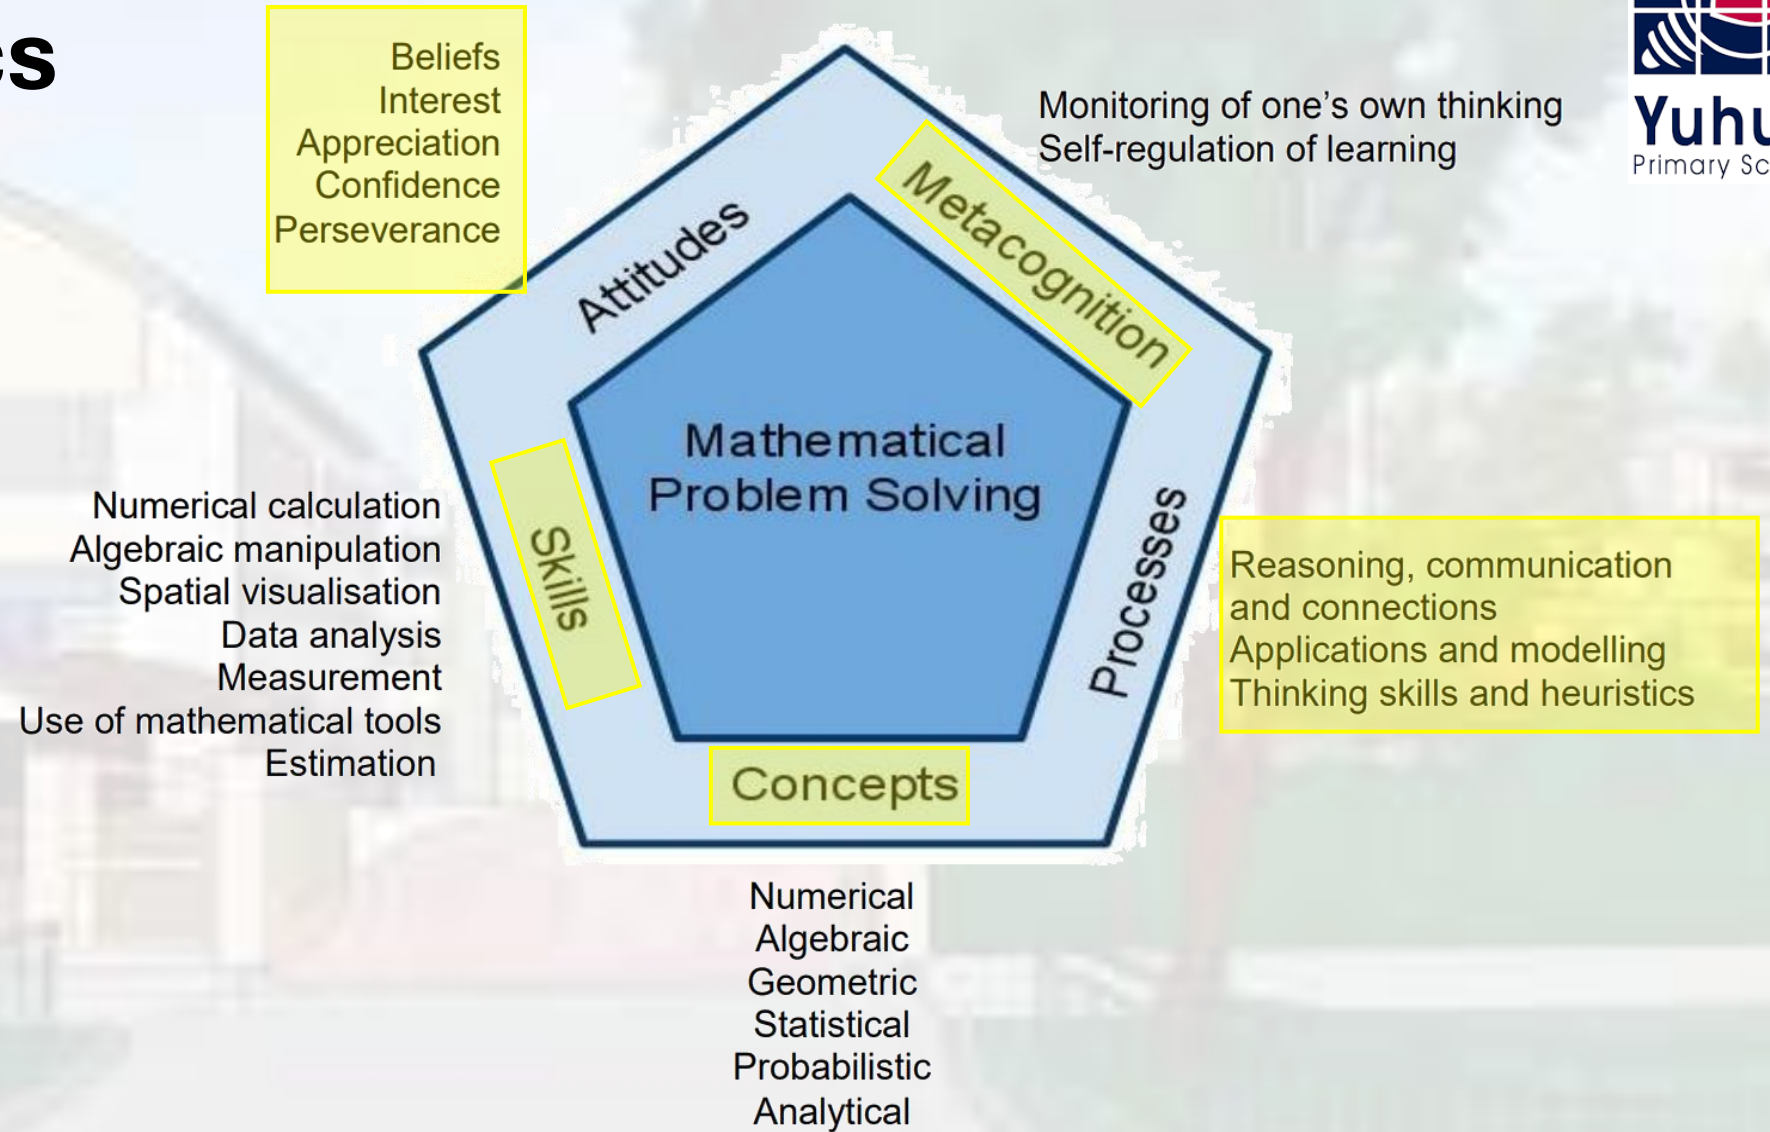 Beliefs
Interest
Appreciation
Confidence
Perseverance
Monitoring of one's own thinking
Self-regulation of learning
Attitudes
Metacognition
Mathematical
Problem Solving
Skills
Processes
Concepts
Numerical calculation
Algebraic manipulation
Spatial visualisation
Data analysis
Measurement
Use of mathematical tools
Estimation
Reasoning, communication
and connections
Applications and modelling
Thinking skills and heuristics
Numerical
Algebraic
Geometric
Statistical
Probabilistic
Analytical
Primary